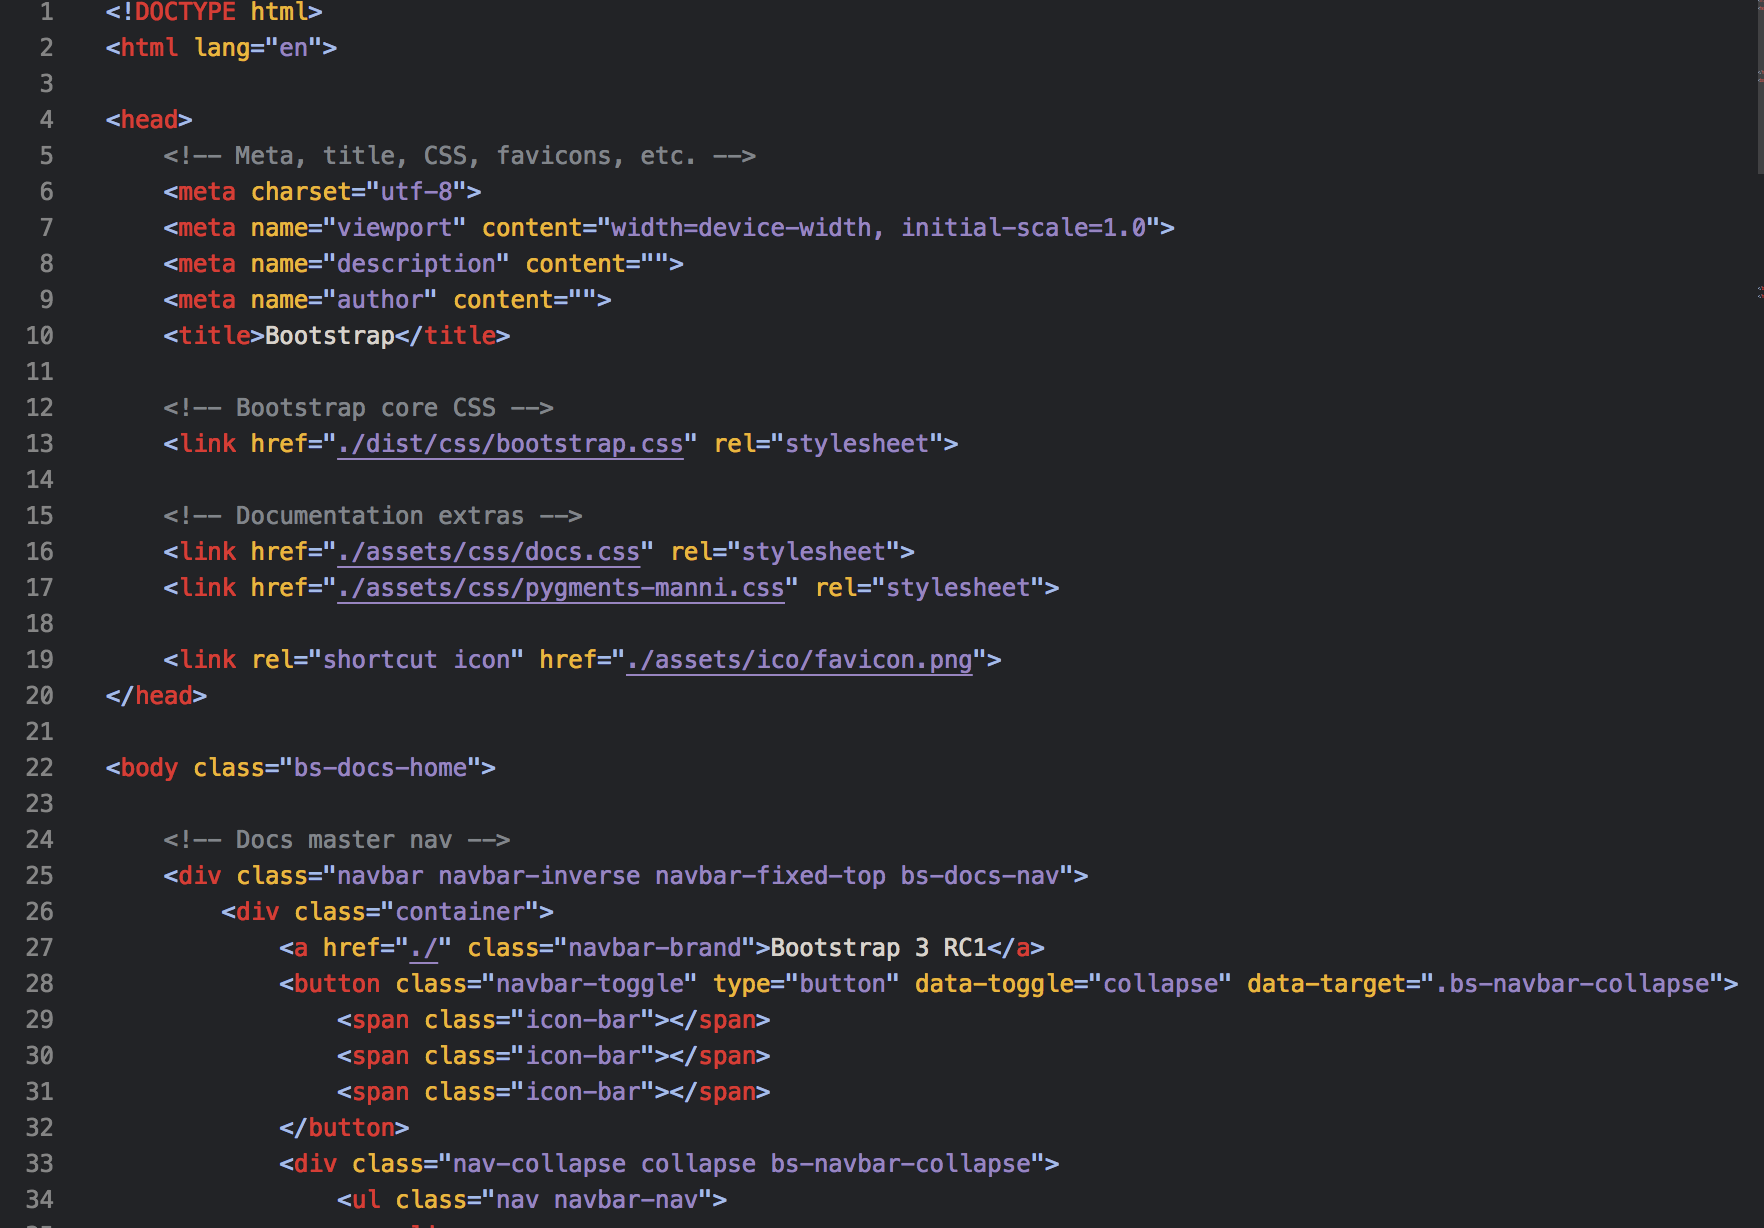 1 <!DOCTYPE html>
2 <html lang="en">
3
4 <head>
5     <!-- Meta, title, CSS, favicons, etc. -->
6     <meta charset="utf-8">
7     <meta name="viewport" content="width=device-width, initial-scale=1.0">
8     <meta name="description" content="">
9     <meta name="author" content="">
10     <title>Bootstrap</title>
11
12     <!-- Bootstrap core CSS -->
13     <link href="./dist/css/bootstrap.css" rel="stylesheet">
14
15     <!-- Documentation extras -->
16     <link href="./assets/css/docs.css" rel="stylesheet">
17     <link href="./assets/css/pygments-manni.css" rel="stylesheet">
18
19     <link rel="shortcut icon" href="./assets/ico/favicon.png">
20 </head>
21
22 <body class="bs-docs-home">
23
24     <!-- Docs master nav -->
25     <div class="navbar navbar-inverse navbar-fixed-top bs-docs-nav">
26         <div class="container">
27             <a href="./" class="navbar-brand">Bootstrap 3 RC1</a>
28             <button class="navbar-toggle" type="button" data-toggle="collapse" data-target=".bs-navbar-collapse">
29                 <span class="icon-bar"></span>
30                 <span class="icon-bar"></span>
31                 <span class="icon-bar"></span>
32             </button>
33             <div class="nav-collapse collapse bs-navbar-collapse">
34                 <ul class="nav navbar-nav">